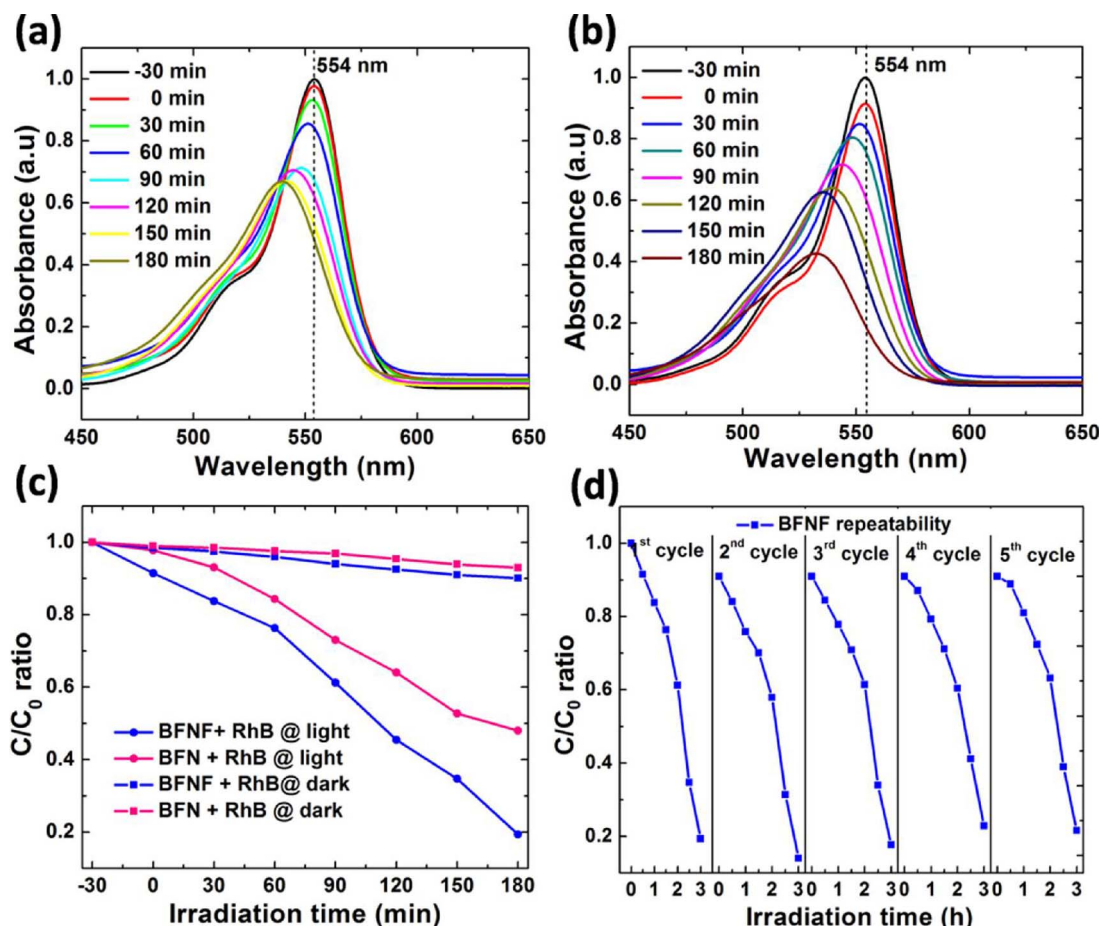 (a)
554 nm
-30 min
0 min
30 min
60 min
90 min
120 min
150 min
180 min
Absorbance (a.u)
1.0
0.8
0.6
0.4
0.2
0.0
450 500 550 600 650
Wavelength (nm)
(b)
554 nm
-30 min
0 min
30 min
60 min
90 min
120 min
150 min
180 min
Absorbance (a.u)
1.0
0.8
0.6
0.4
0.2
0.0
450 500 550 600 650
Wavelength (nm)
(c)
C/C0 ratio
1.0
0.8
0.6
0.4
0.2
BFNF+ RhB @ light
BFN + RhB @ light
BFNF + RhB@ dark
BFN + RhB @ dark
-30 0 30 60 90 120 150 180
Irradiation time (min)
(d)
BFNF repeatability
1st cycle 2nd cycle 3rd cycle 4th cycle 5th cycle
C/C0 ratio
1.0
0.8
0.6
0.4
0.2
0 1 2 3 0 1 2 3 0 1 2 3 0 1 2 3 0 1 2 3
Irradiation time (h)